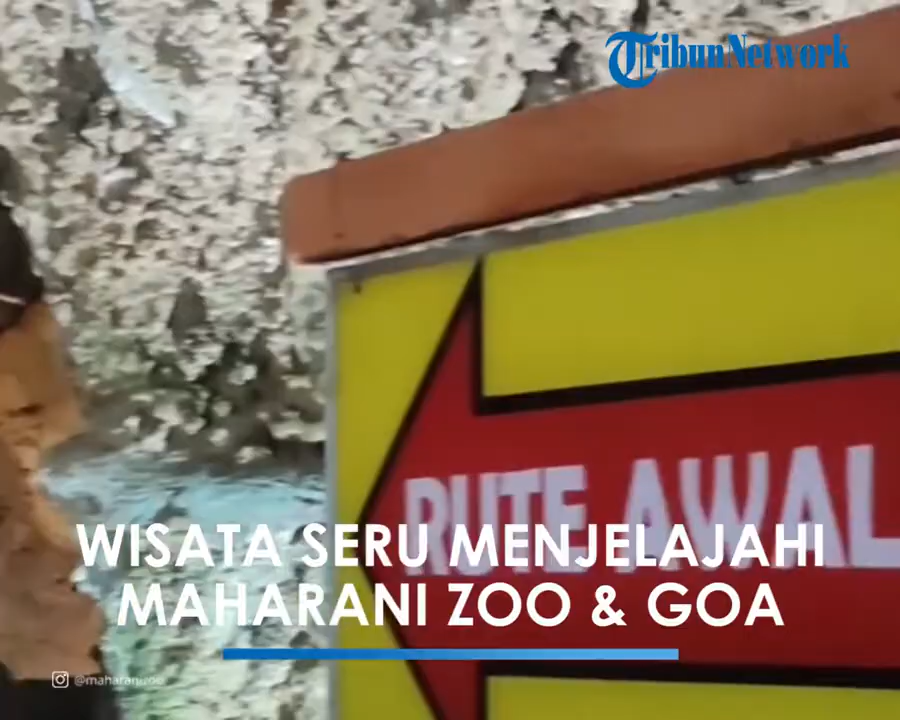 TribunNetwork
RUTE AWAL
WISATA SERU MENJELAJAHI
MAHARANI ZOO & GOA
@maharanizoo